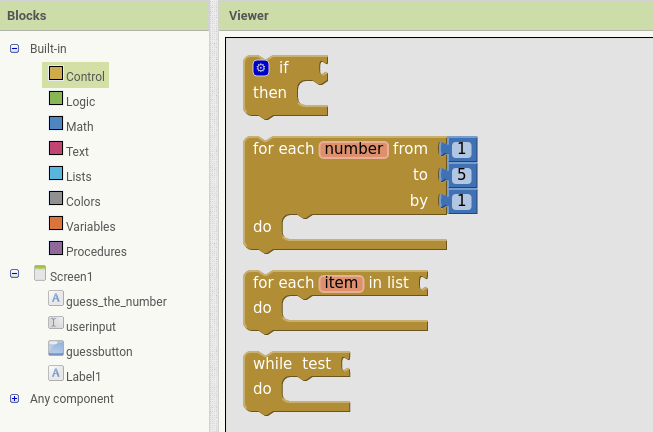 Blocks
Built-in
Control
Logic
Math
Text
Lists
Colors
Variables
Procedures
Screen1
guess_the_number
userinput
guessbutton
Label1
Any component
Viewer
if
then
for each number from 1
to 5
by 1
do
for each item in list
do
while test
do